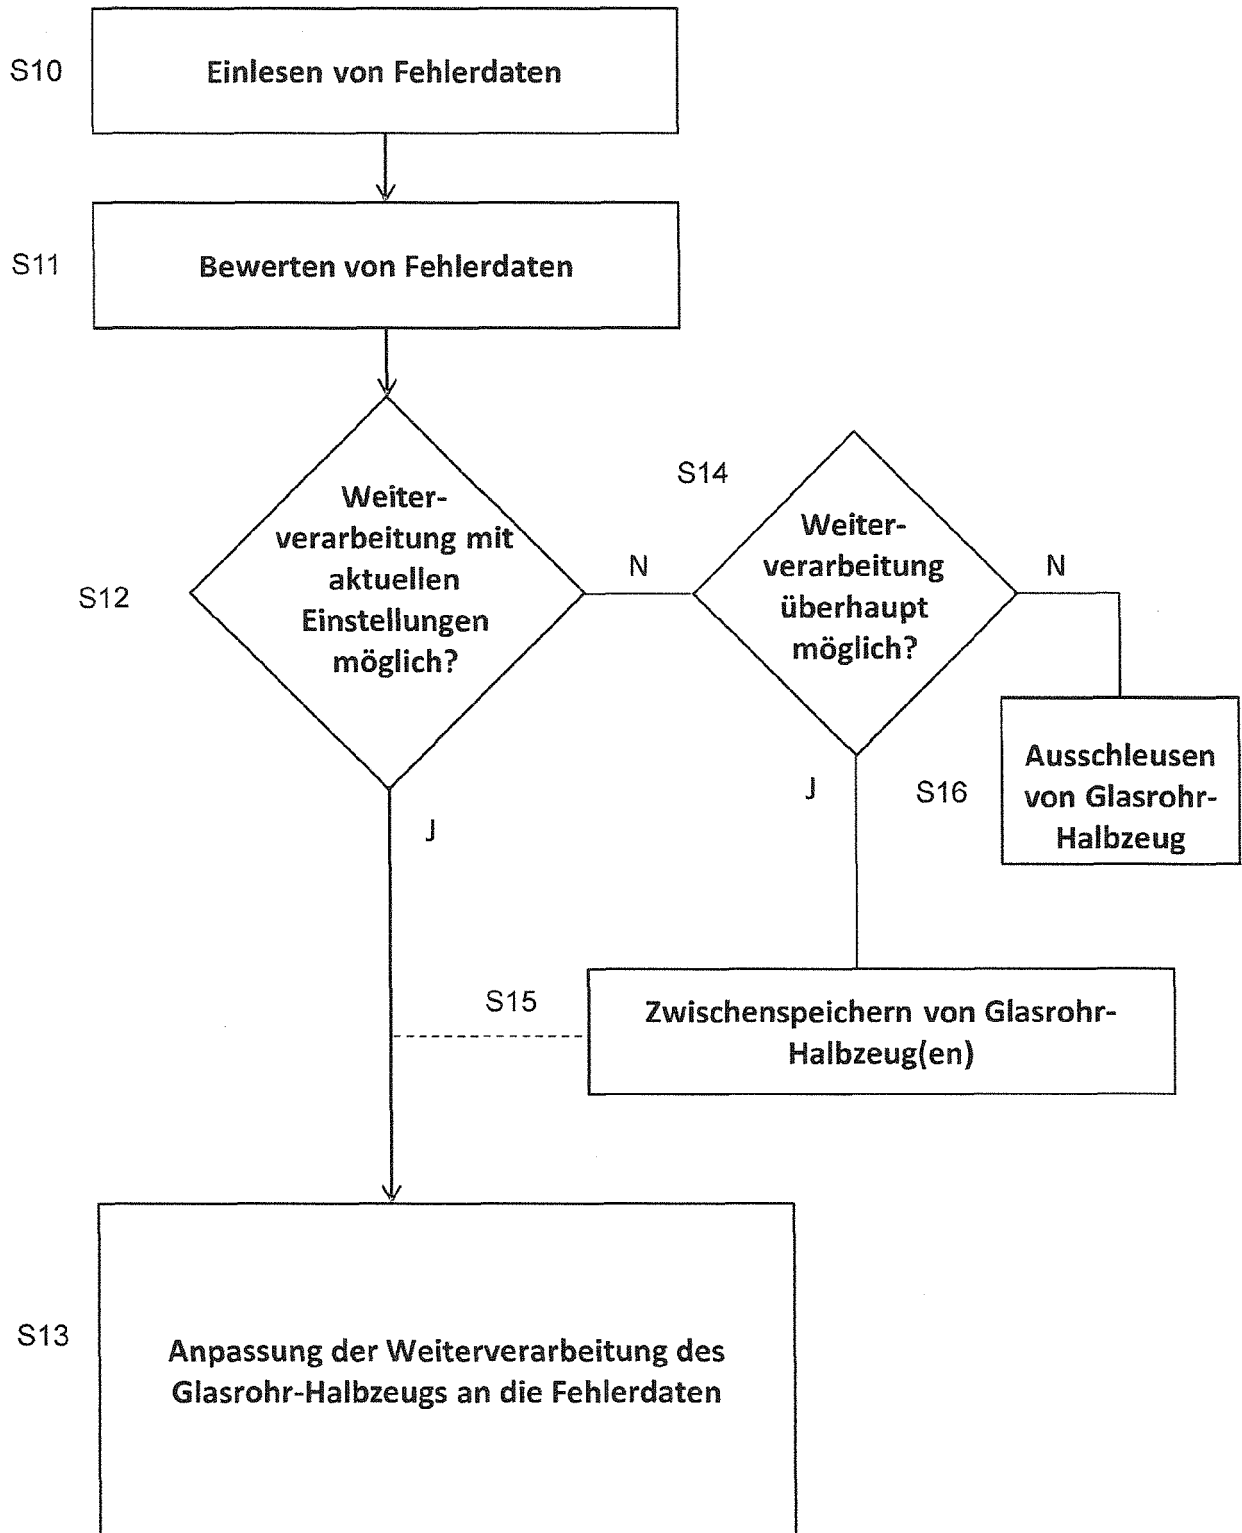 S10
Einlesen von Fehlerdaten
S11
Bewerten von Fehlerdaten
S12
Weiter-
verarbeitung mit
aktuellen
Einstellungen
möglich?
N
J
S14
Weiter-
verarbeitung
überhaupt
möglich?
N
J
S16
Ausschleusen
von Glasrohr-
Halbzeug
S15
Zwischenspeichern von Glasrohr-
Halbzeug(en)
S13
Anpassung der Weiterverarbeitung des
Glasrohr-Halbzeugs an die Fehlerdaten